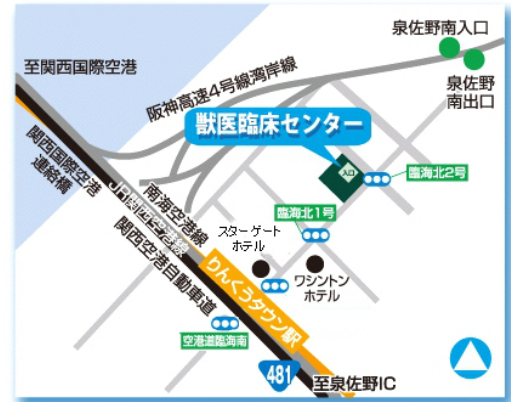 泉佐野南入口
至関西国際空港
泉佐野
南出口
阪神高速4号線湾岸線
獣医臨床センター
入口
臨海北2号
関西国際空港
連絡橋
JR関西空港線
南海空港線
臨海北1号
スターゲート
ホテル
関西空港自動車道
りんくうタウン駅
ワシントン
ホテル
空港道臨海南
481
至泉佐野IC